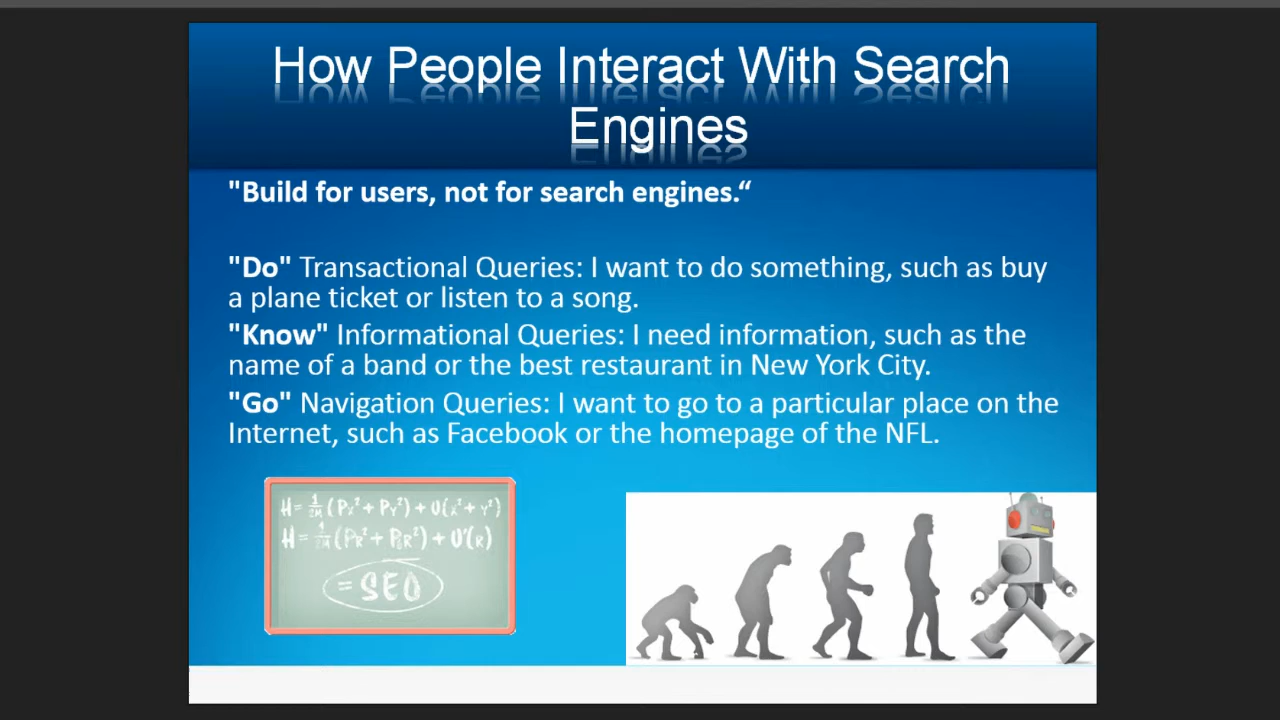 How People Interact With Search
Engines
"Build for users, not for search engines.“
"Do" Transactional Queries: I want to do something, such as buy
a plane ticket or listen to a song.
"Know" Informational Queries: I need information, such as the
name of a band or the best restaurant in New York City.
"Go" Navigation Queries: I want to go to a particular place on the
Internet, such as Facebook or the homepage of the NFL.
= SEO